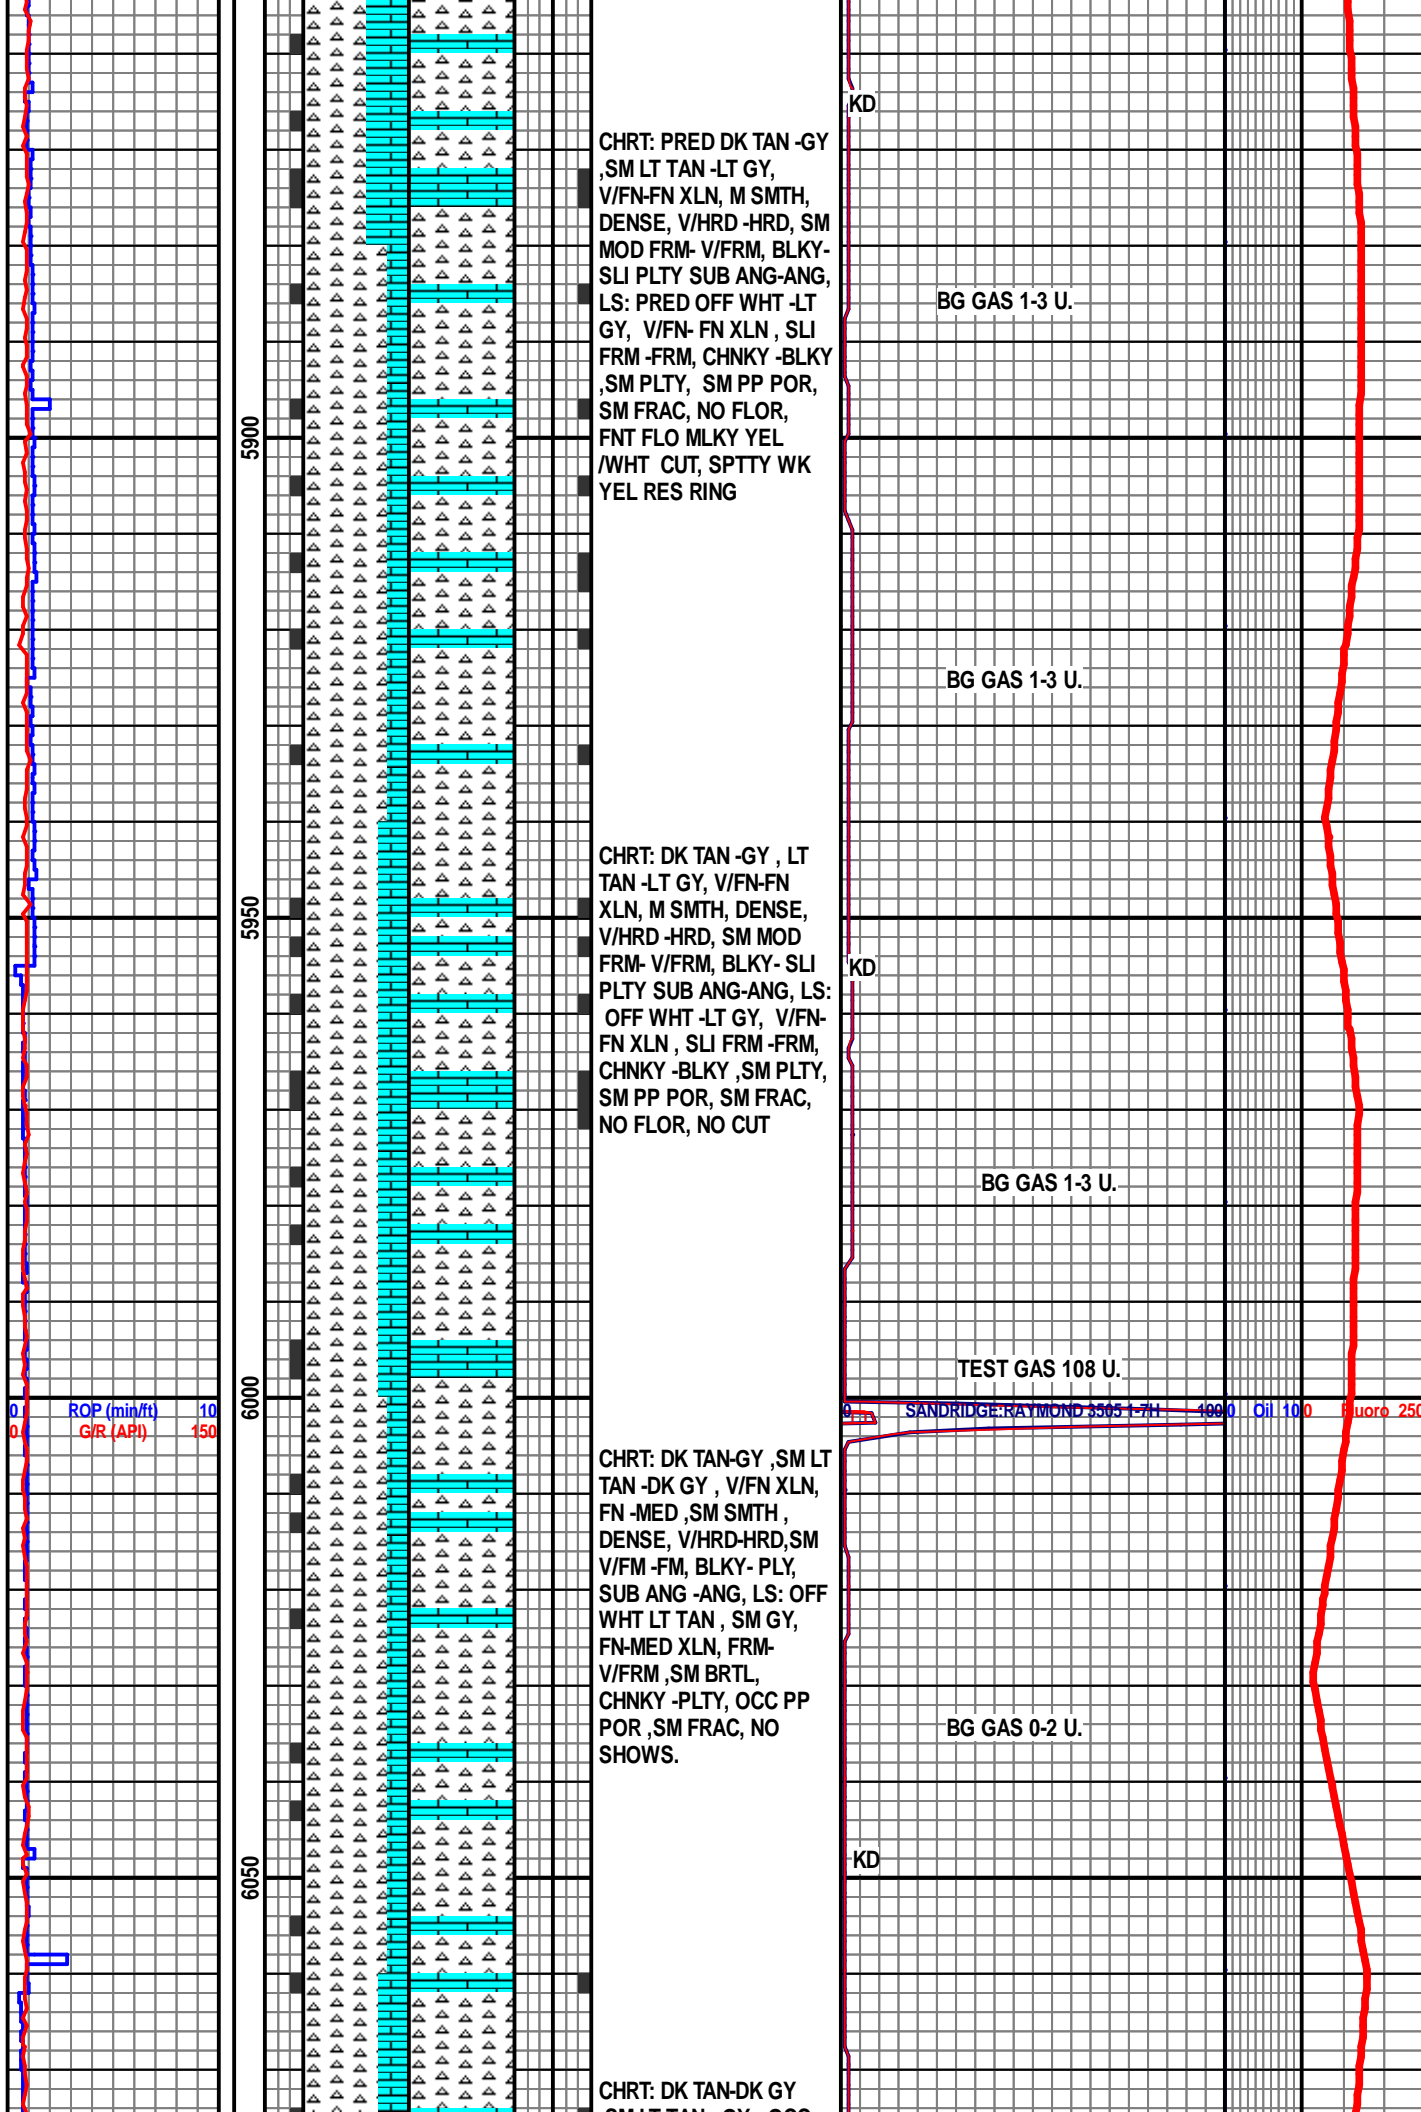 KD
CHRT: PRED DK TAN -GY
,SM LT TAN -LT GY,
V/FN-FN XLN, M SMTH,
DENSE, V/HRD -HRD, SM
MOD FRM- V/FRM, BLKY-
SLI PLTY SUB ANG-ANG,
LS: PRED OFF WHT -LT
GY, V/FN- FN XLN , SLI
FRM -FRM, CHNKY -BLKY
,SM PLTY, SM PP POR,
SM FRAC, NO FLOR,
FNT FLO MLKY YEL
/WHT CUT, SPTTY WK
YEL RES RING
BG GAS 1-3 U.
5900
BG GAS 1-3 U.
CHRT: DK TAN -GY , LT
TAN -LT GY, V/FN-FN
XLN, M SMTH, DENSE,
V/HRD -HRD, SM MOD
FRM- V/FRM, BLKY- SLI
PLTY SUB ANG-ANG, LS:
OFF WHT -LT GY, V/FN-
FN XLN , SLI FRM -FRM,
CHNKY -BLKY ,SM PLTY,
SM PP POR, SM FRAC,
NO FLOR, NO CUT
5950
KD
BG GAS 1-3 U.
TEST GAS 108 U.
6000
0 ROP (min/ft) 10
0 G/R (API) 150
0 SANDRIDGE:RAYMOND 3505 1-7H 100
0 Oil 10
0 Fluoro 250
CHRT: DK TAN-GY ,SM LT
TAN -DK GY , V/FN XLN,
FN -MED ,SM SMTH ,
DENSE, V/HRD-HRD,SM
V/FM -FM, BLKY- PLY,
SUB ANG -ANG, LS: OFF
WHT LT TAN , SM GY,
FN-MED XLN, FRM-
V/FRM ,SM BRTL,
CHNKY -PLTY, OCC PP
POR ,SM FRAC, NO
SHOWS.
BG GAS 0-2 U.
KD
6050
CHRT: DK TAN-DK GY